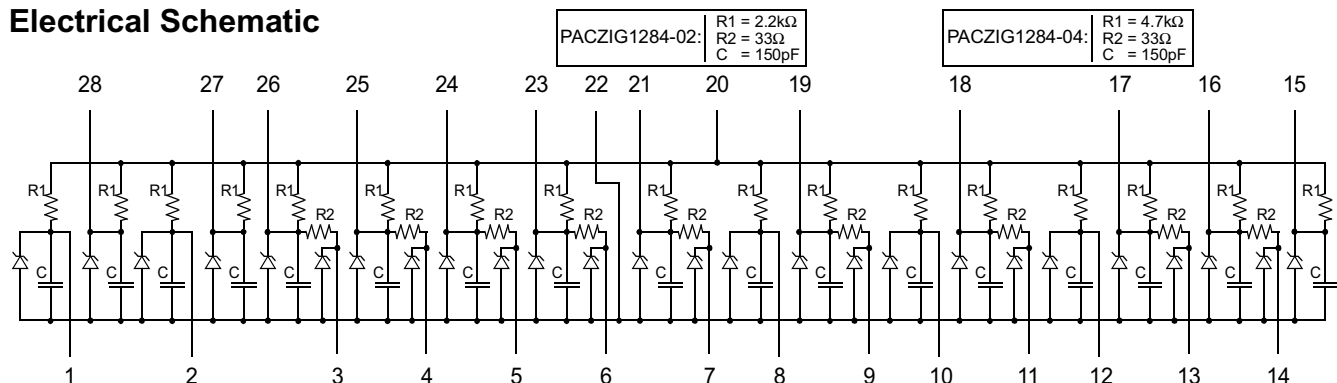 Electrical Schematic
PACZIG1284-02: R1 = 2.2kΩ
R2 = 33Ω
C = 150pF
PACZIG1284-04: R1 = 4.7kΩ
R2 = 33Ω
C = 150pF
28 27 26 25 24 23 22 21 20 19 18 17 16 15
R1 R1 R1 R1 R1 R1 R1 R1 R1 R1 R1 R1 R1 R1 R1 R1 R1
R2 R2 R2 R2 R2 R2 R2 R2 R2
C C C C C C C C C C C C C C C C C
1 2 3 4 5 6 7 8 9 10 11 12 13 14